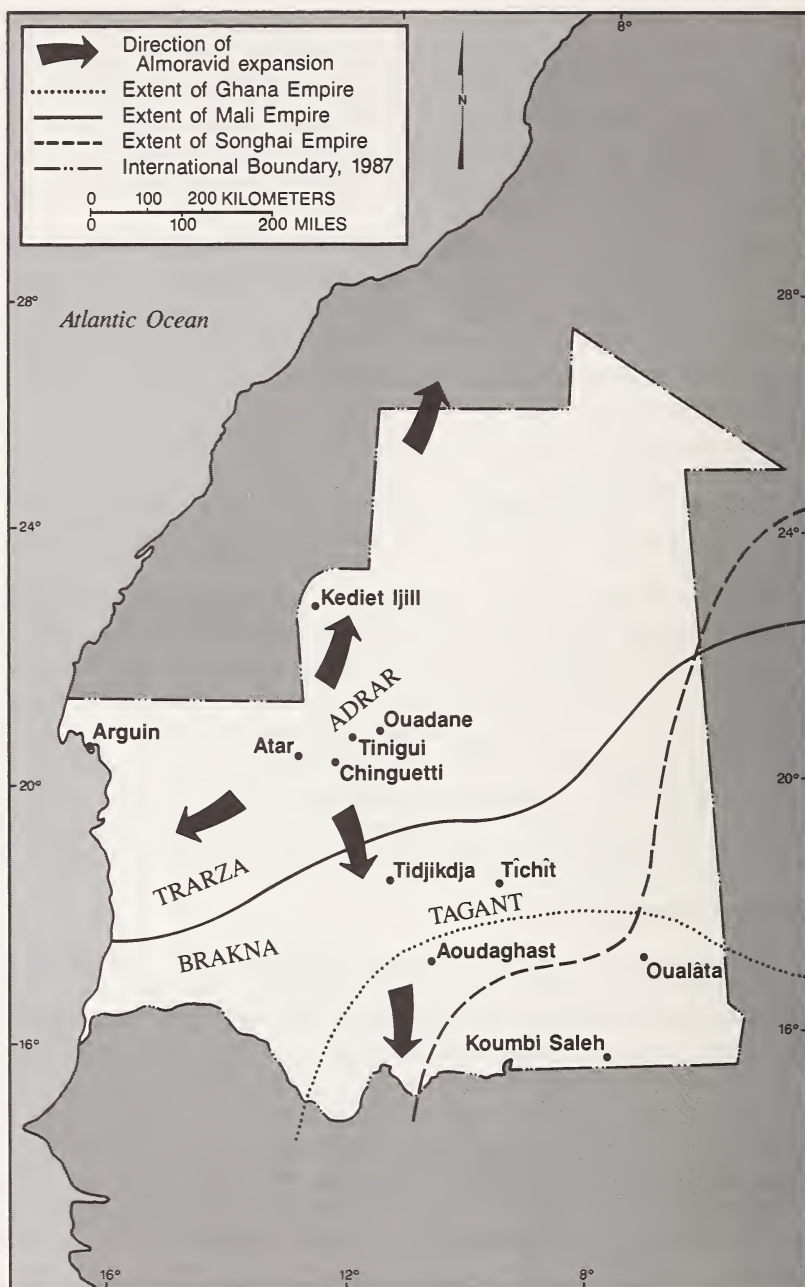 Direction of
Almoravid expansion
Extent of Ghana Empire
Extent of Mali Empire
Extent of Songhai Empire
International Boundary, 1987
0 100 200 KILOMETERS
0 100 200 MILES
N
8°
28°
Atlantic Ocean
28°
24°
24°
Kediet Ijill
ADRAR
Ouadane
Arguin
Atar
Tinigui
Chinguetti
20°
20°
TRARZA
Tidjikdja
Tîchît
TAGANT
BRAKNA
Aoudaghast
Oualâta
16°
16°
Koumbi Saleh
16°
12°
8°